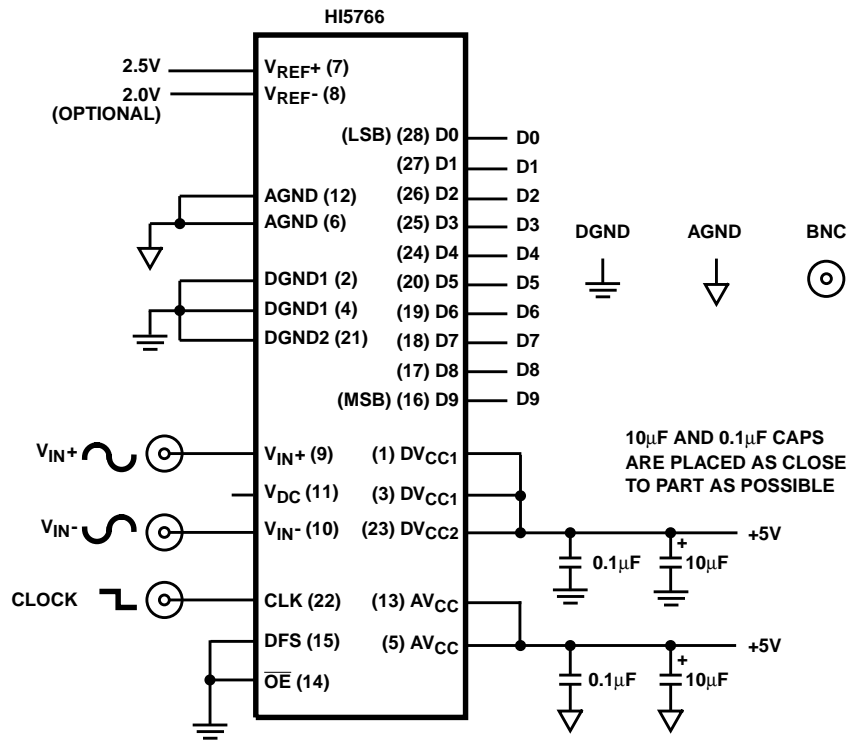 HI5766
2.5V
VREF+ (7)
2.0V
(OPTIONAL)
VREF- (8)
AGND (12)
AGND (6)
DGND1 (2)
DGND1 (4)
DGND2 (21)
VIN+
VIN+ (9)
VDC (11)
VIN-
VIN- (10)
CLOCK
CLK (22)
DFS (15)
OE (14)
(LSB) (28) D0
D0
(27) D1
D1
(26) D2
D2
(25) D3
D3
(24) D4
D4
(20) D5
D5
(19) D6
D6
(18) D7
D7
(17) D8
D8
(MSB) (16) D9
D9
(1) DVCC1
(3) DVCC1
(23) DVCC2
(13) AVCC
(5) AVCC
DGND
AGND
BNC
10µF AND 0.1µF CAPS
ARE PLACED AS CLOSE
TO PART AS POSSIBLE
+5V
0.1µF
+
10µF
+5V
0.1µF
+
10µF